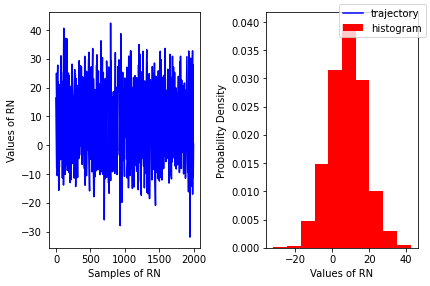 trajectory
histogram
40
30
20
10
0
−10
−20
−30
Values of RN
0 500 1000 1500 2000
Samples of RN
0.040
0.035
0.030
0.025
0.020
0.015
0.010
0.005
0.000
Probability Density
−20 0 20 40
Values of RN